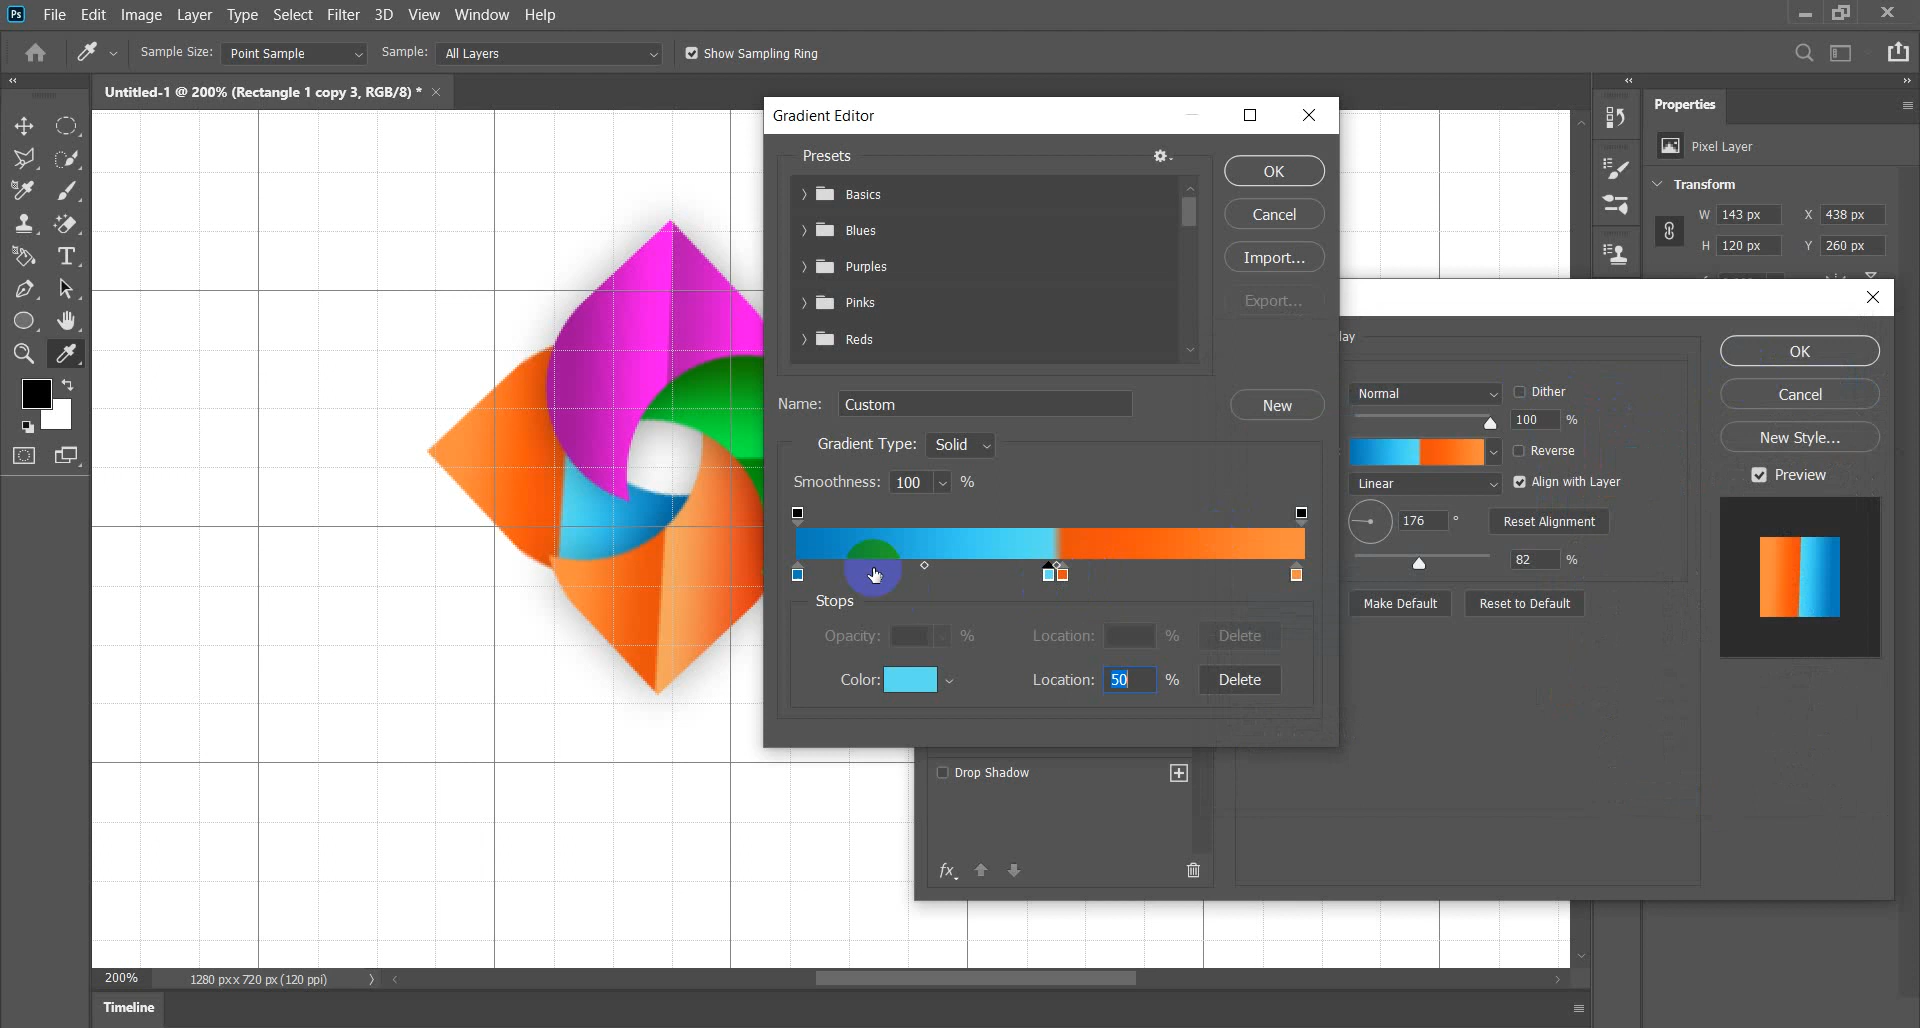 Ps File Edit Image Layer Type Select Filter 3D View Window Help
Sample Size: Point Sample Sample: All Layers Show Sampling Ring
Untitled-1 @ 200% (Rectangle 1 copy 3, RGB/8) *
Gradient Editor
Presets
Basics
Blues
Purples
Pinks
Reds
OK
Cancel
Import...
Export...
Name: Custom
New
Gradient Type: Solid
Smoothness: 100 %
Stops
Opacity: % Location: % Delete
Color: Location: 50 % Delete
Properties
Pixel Layer
Transform
W 143 px X 438 px
H 120 px Y 260 px
lay
Normal Dither
100 %
Reverse
Linear Align with Layer
176 ° Reset Alignment
82 %
Make Default Reset to Default
OK
Cancel
New Style...
Preview
Drop Shadow
fx
200% 1280 px x 720 px (120 ppi)
Timeline